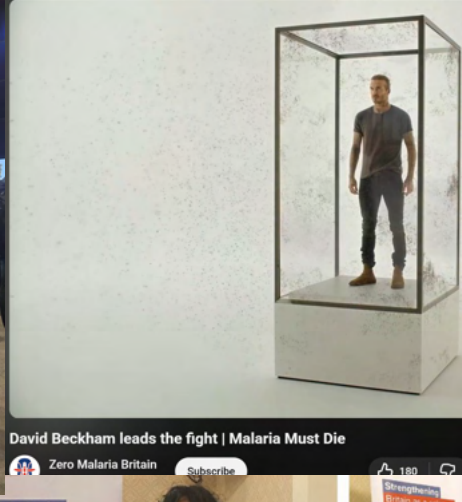 David Beckham leads the fight | Malaria Must Die
Zero Malaria Britain
Subscribe
180
Strengthening